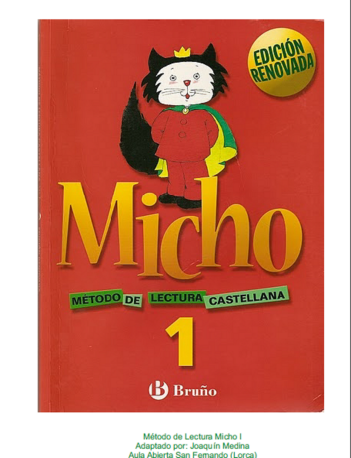 EDICIÓN
RENOVADA
Micho
MÉTODO DE LECTURA CASTELLANA
1
B Bruño
Método de Lectura Micho I
Adaptado por: Joaquín Medina
Aula Abierta San Fernando (Lorca)